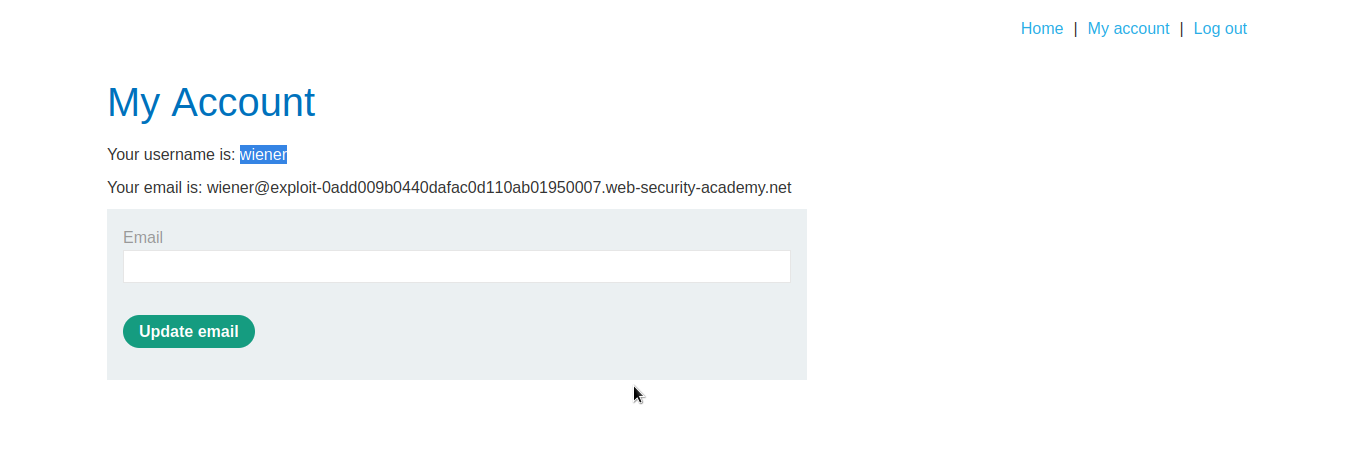 Home | My account | Log out
My Account
Your username is: wiener
Your email is: wiener@exploit-0add009b0440dafac0d110ab01950007.web-security-academy.net
Email
Update email